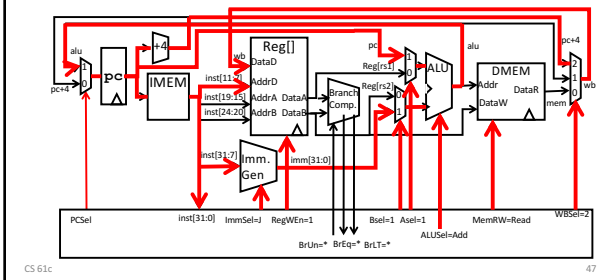 +4
Reg[]
pc+4
alu
wb
pc
alu
DataD
1
2
1
0
ALU
DMEM
1
pc
IMEM
inst[11:7]
AddrD
Reg[rs1]
0
Addr
1
wb
pc+4
0
inst[19:15]
AddrA
DataA
Branch
Reg[rs2]
0
DataR
0
inst[24:20]
AddrB
DataB
Comp.
1
DataW
mem
inst[31:7]
Imm.
Gen
imm[31:0]
PCSel
inst[31:0]
ImmSel=J
RegWEn=1
Bsel=1
Asel=1
MemRW=Read
WBSel=2
BrUn=*
BrEq=*
BrLT=*
ALUSel=Add
CS 61c
47